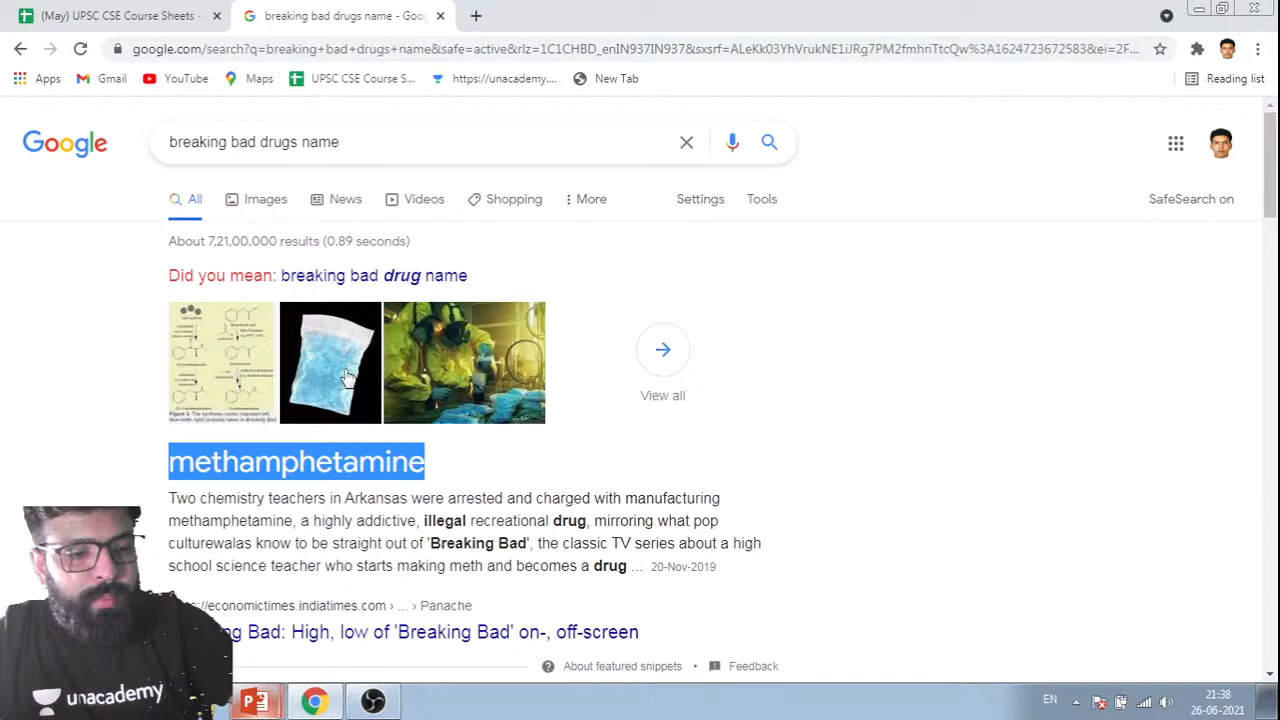 (May) UPSC CSE Course Sheets -
breaking bad drugs name - Goo
google.com/search?q=breaking+bad+drugs+name&safe=active&rlz=1C1CHBD_enIN937IN937&sxsrf=ALeKk03YhVrukNE1iJRg7PM2fmhriTtcQw%3A1624723672583&ei=2F...
Apps
Gmail
YouTube
Maps
UPSC CSE Course S...
https://unacademy....
New Tab
Reading list
Google
breaking bad drugs name
All
Images
News
Videos
Shopping
More
Settings
Tools
SafeSearch on
About 7,21,00,000 results (0.89 seconds)
Did you mean: breaking bad drug name
View all
methamphetamine
Two chemistry teachers in Arkansas were arrested and charged with manufacturing
methamphetamine, a highly addictive, illegal recreational drug, mirroring what pop
culturewalas know to be straight out of 'Breaking Bad', the classic TV series about a high
school science teacher who starts making meth and becomes a drug ... 20-Nov-2019
//economictimes.indiatimes.com › ... › Panache
g Bad: High, low of 'Breaking Bad' on-, off-screen
About featured snippets
Feedback
unacademy
EN
21:38
26-06-2021